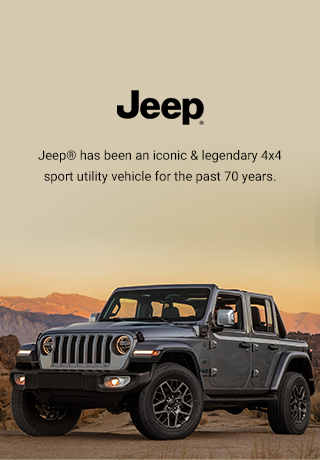 Jeep®
Jeep® has been an iconic & legendary 4x4
sport utility vehicle for the past 70 years.